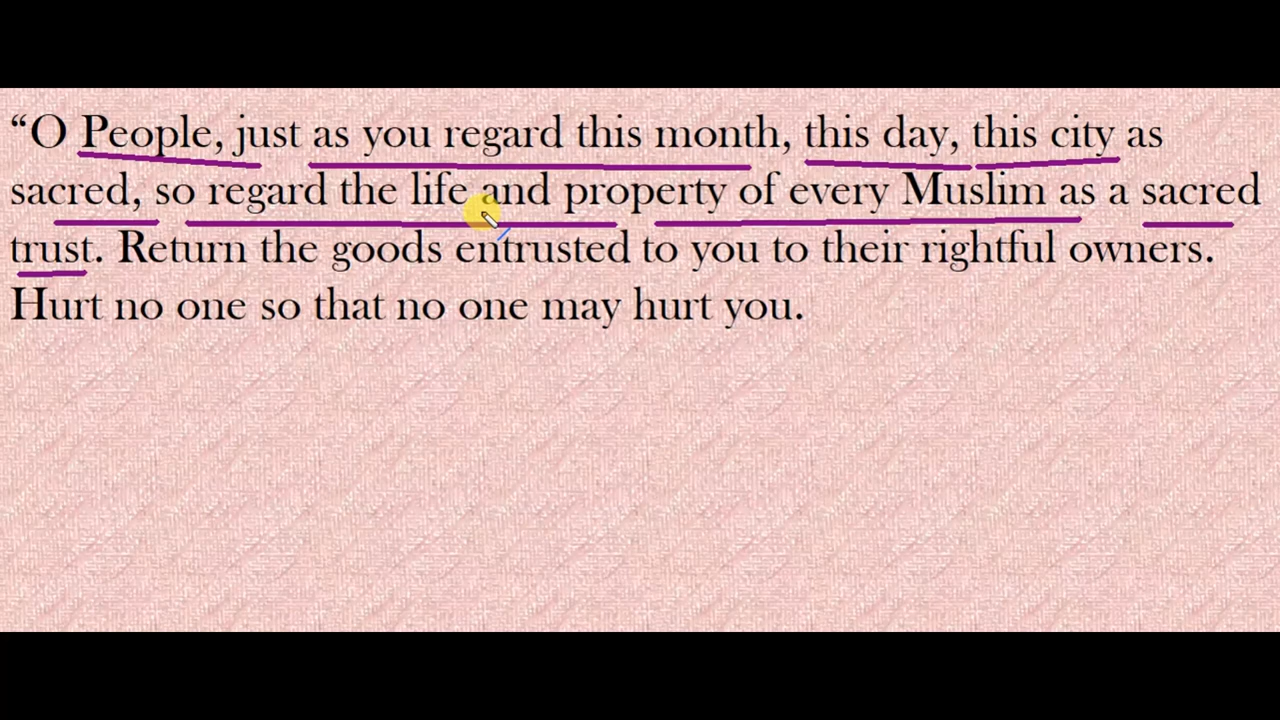 “O People, just as you regard this month, this day, this city as
sacred, so regard the life and property of every Muslim as a sacred
trust. Return the goods entrusted to you to their rightful owners.
Hurt no one so that no one may hurt you.